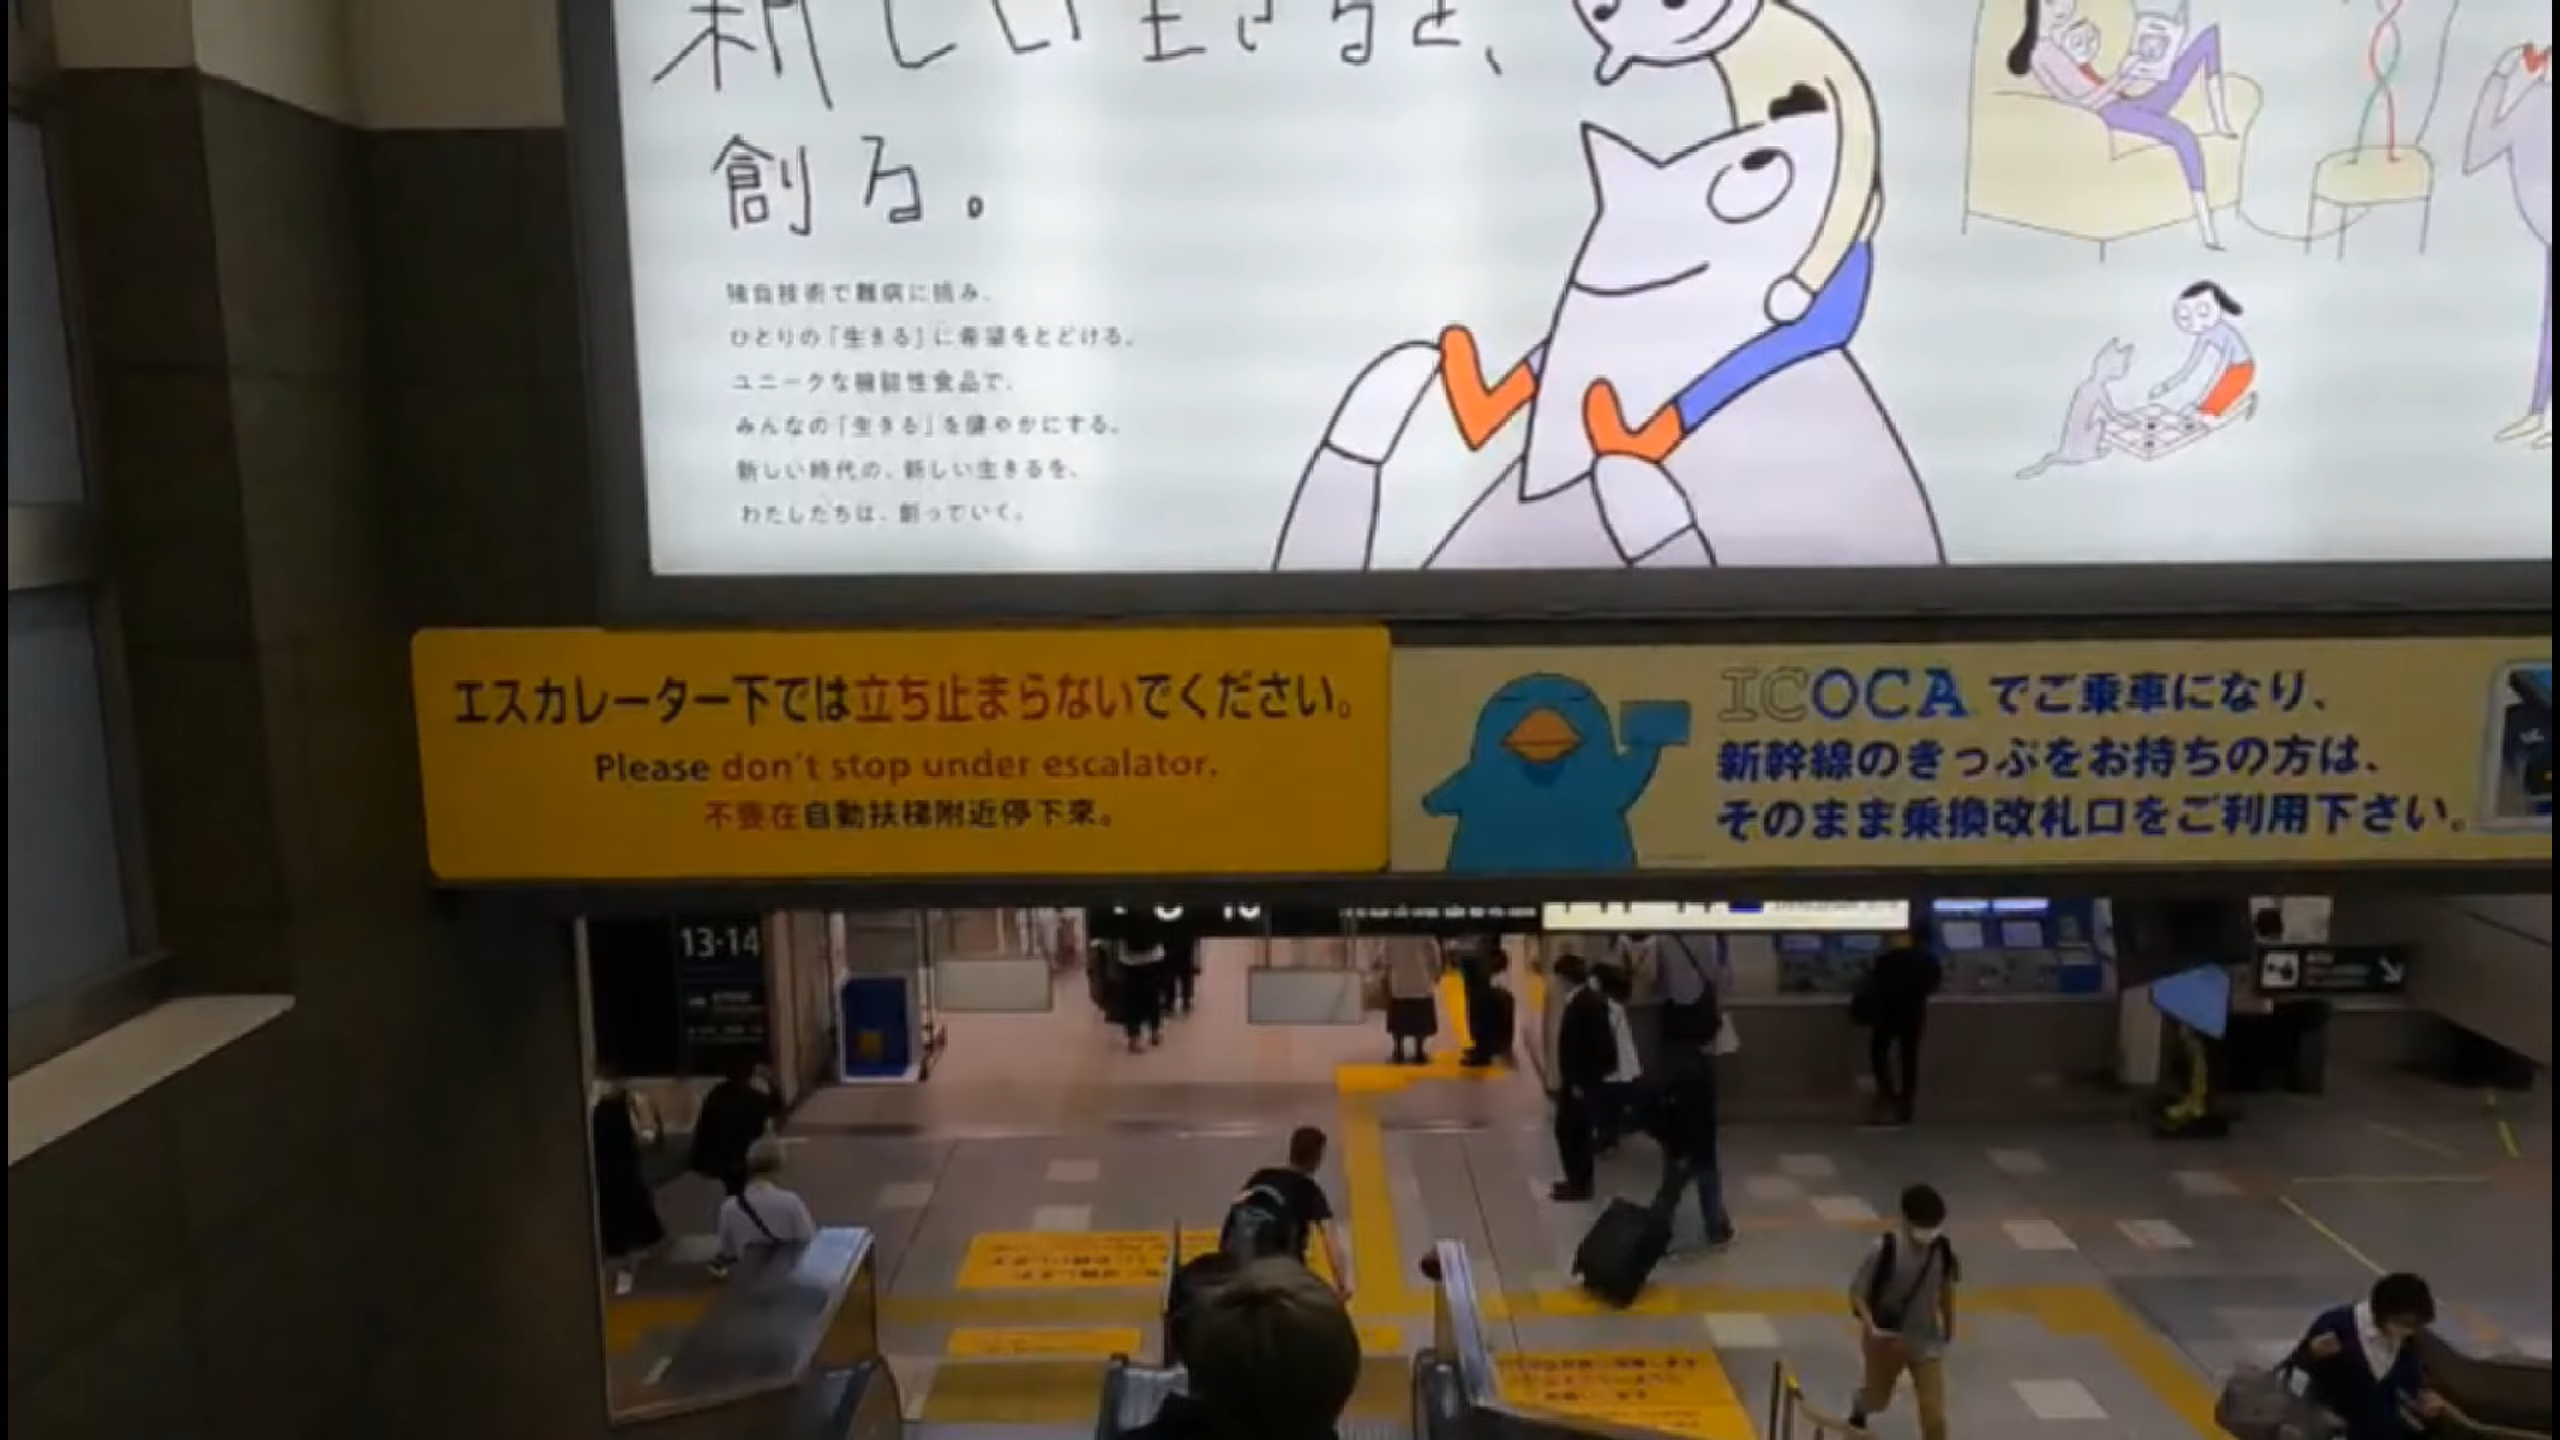 新しい生きるを、
創る。
独自技術で難病に挑み、
ひとりの「生きる」に希望をとどける。
ユニークな機能性食品で、
みんなの「生きる」を健やかにする。
新しい時代の、新しい生きるを、
わたしたちは、創っていく。
エスカレーター下では立ち止まらないでください。
Please don't stop under escalator.
不要在自動扶梯附近停下來。
ICOCAでご乗車になり、
新幹線のきっぷをお持ちの方は、
そのまま乗換改札口をご利用下さい。
13-14